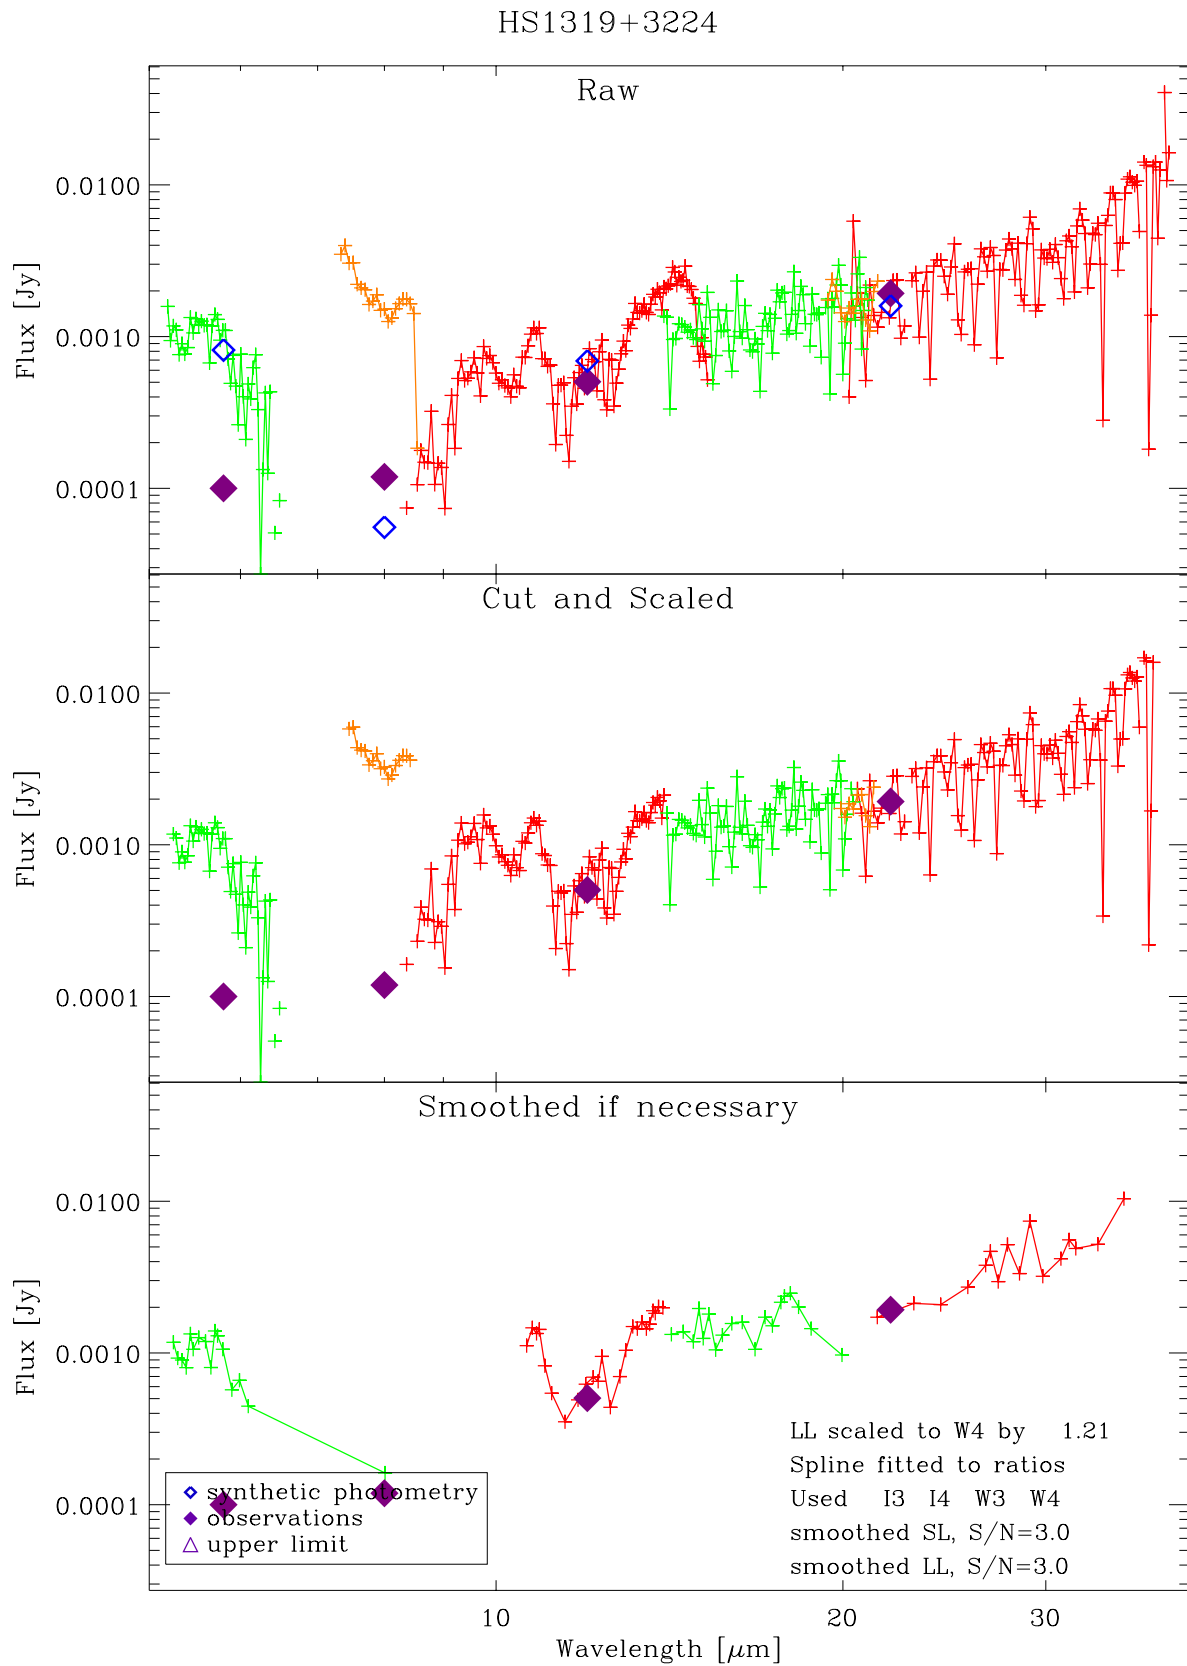 HS1319+3224
Raw
Flux [Jy]
0.0100
0.0010
0.0001
Cut and Scaled
Flux [Jy]
0.0100
0.0010
0.0001
Smoothed if necessary
Flux [Jy]
0.0100
0.0010
0.0001
synthetic photometry
observations
upper limit
LL scaled to W4 by 1.21
Spline fitted to ratios
Used I3 I4 W3 W4
smoothed SL, S/N=3.0
smoothed LL, S/N=3.0
10 20 30
Wavelength [μm]